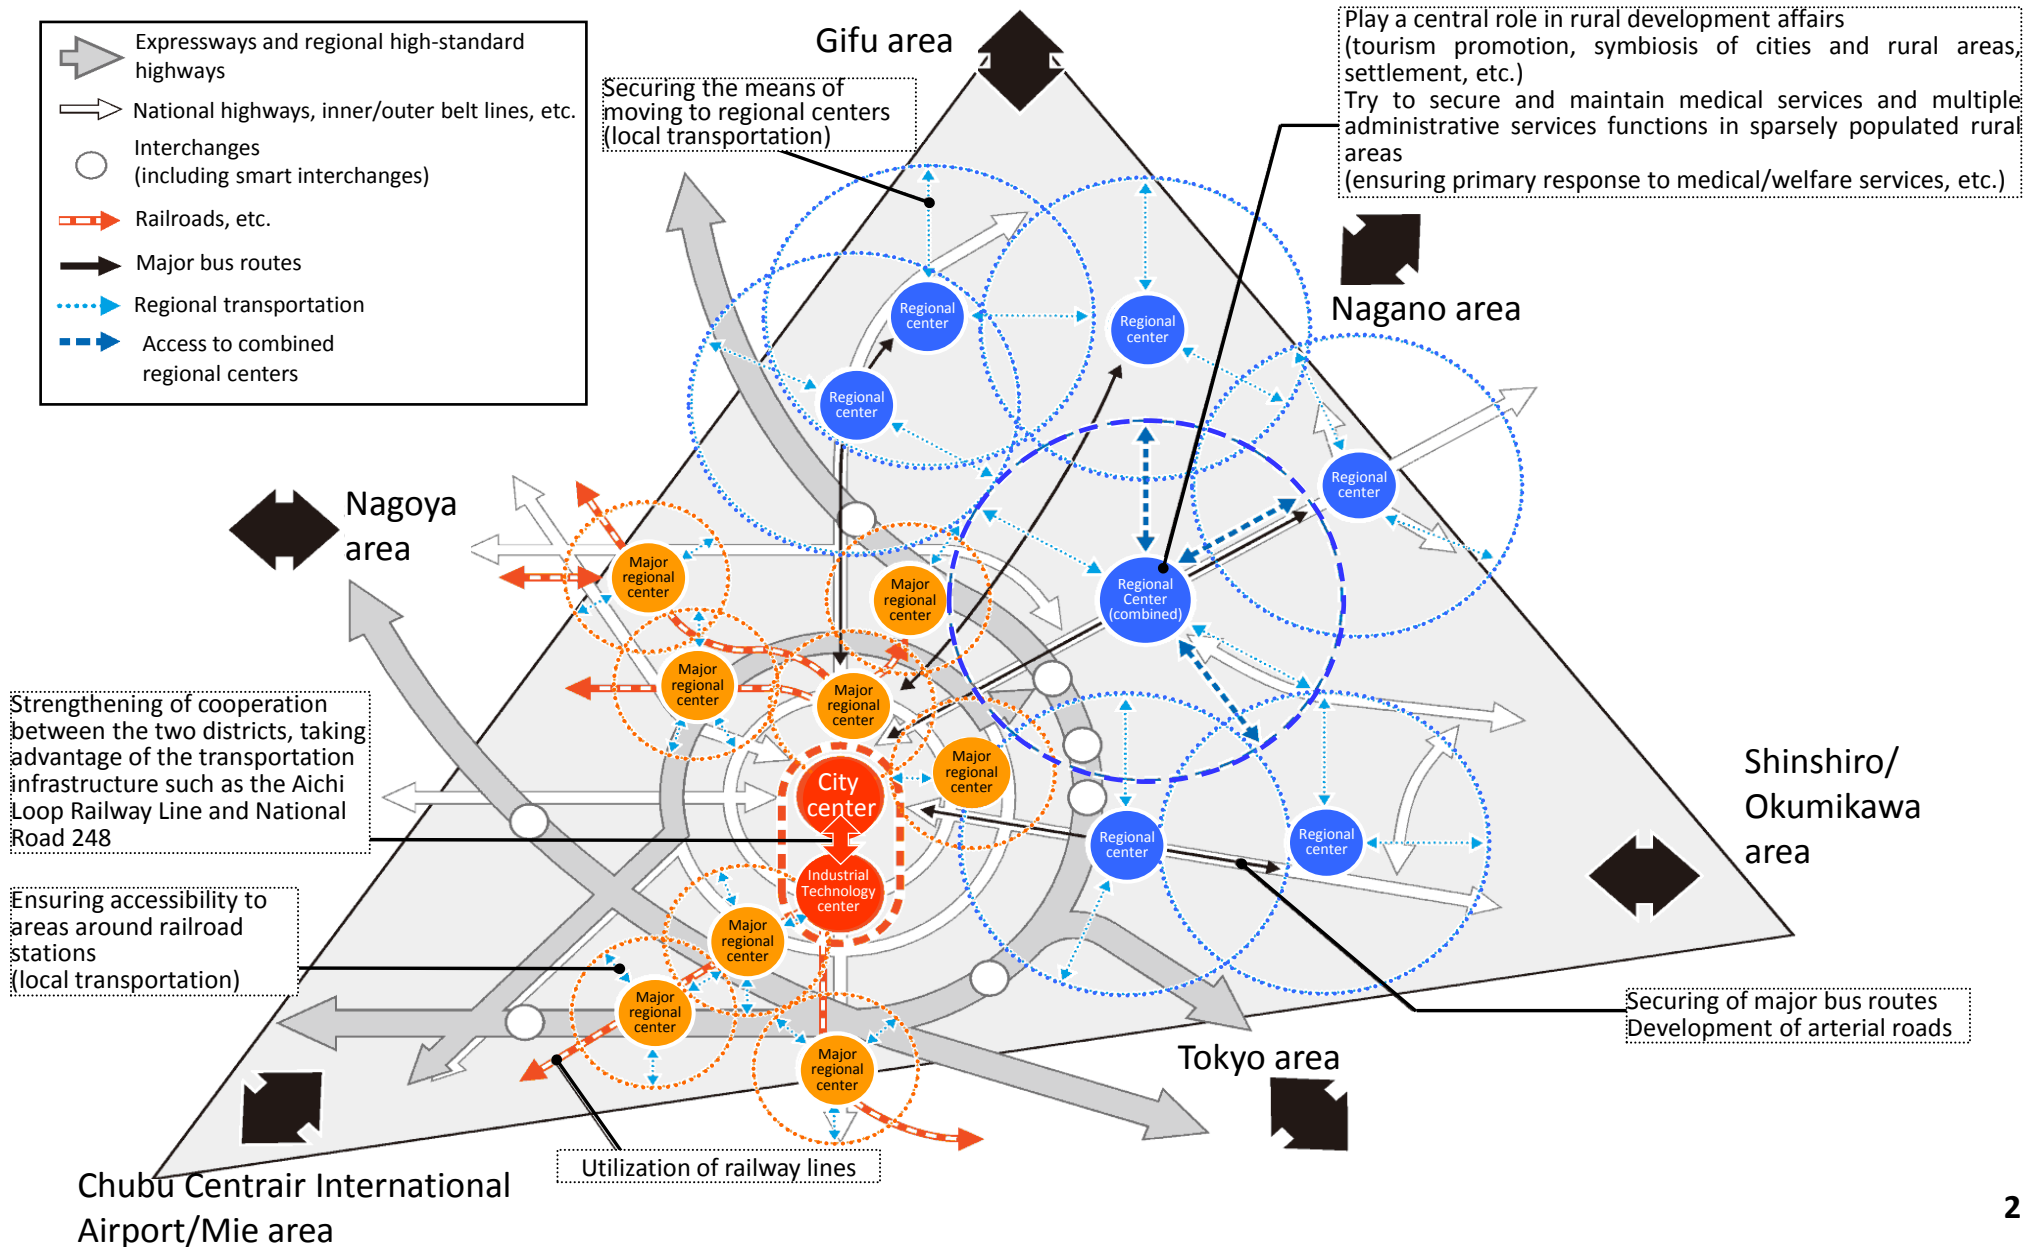 Expressways and regional high-standard
highways
National highways, inner/outer belt lines, etc.
Interchanges
(including smart interchanges)
Railroads, etc.
Major bus routes
Regional transportation
Access to combined
regional centers
Gifu area
Securing the means of
moving to regional centers
(local transportation)
Play a central role in rural development affairs
(tourism promotion, symbiosis of cities and rural areas,
settlement, etc.)
Try to secure and maintain medical services and multiple
administrative services functions in sparsely populated rural
areas
(ensuring primary response to medical/welfare services, etc.)
Nagano area
Regional
center
Regional
center
Regional
center
Regional
center
Nagoya
area
Major
regional
center
Major
regional
center
Regional
Center
(combined)
Major
regional
center
Major
regional
center
Strengthening of cooperation
between the two districts, taking
advantage of the transportation
infrastructure such as the Aichi
Loop Railway Line and National
Road 248
City
center
Major
regional
center
Shinshiro/
Okumikawa
area
Regional
center
Regional
center
Industrial
Technology
center
Ensuring accessibility to
areas around railroad
stations
(local transportation)
Major
regional
center
Major
regional
center
Major
regional
center
Securing of major bus routes
Development of arterial roads
Tokyo area
Utilization of railway lines
Chubu Centrair International
Airport/Mie area
2